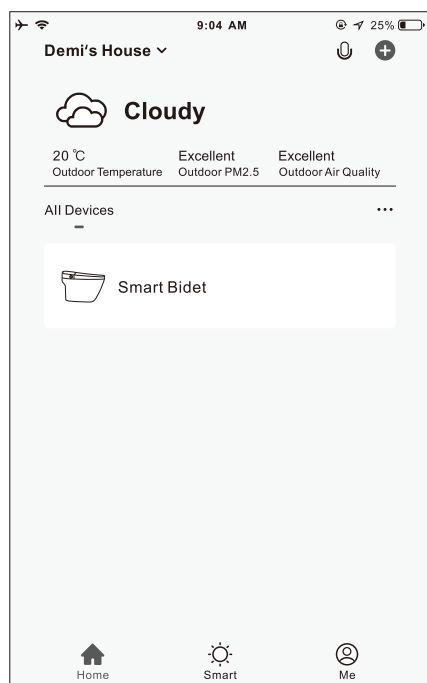 9:04 AM 25%
Demi's House
Cloudy
20 ℃ Excellent Excellent
Outdoor Temperature Outdoor PM2.5 Outdoor Air Quality
All Devices
Smart Bidet
Home Smart Me